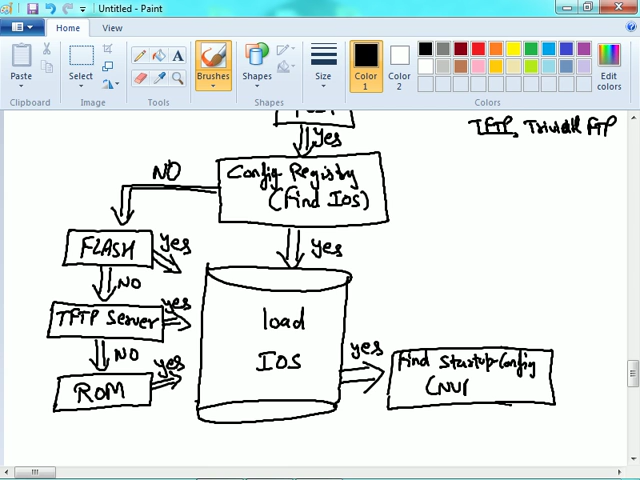 Untitled - Paint
Home
View
Paste
Select
Brushes
Shapes
Size
Color
1
Color
2
Edit
colors
Clipboard
Image
Tools
Shapes
Colors
TFTP,
FTP
yes
NO
Config Registry
(find IOS)
yes
FLASH
yes
NO
TFTP Server
yes
load
IOS
NO
ROM
yes
yes
Find Startup-Config
(NV